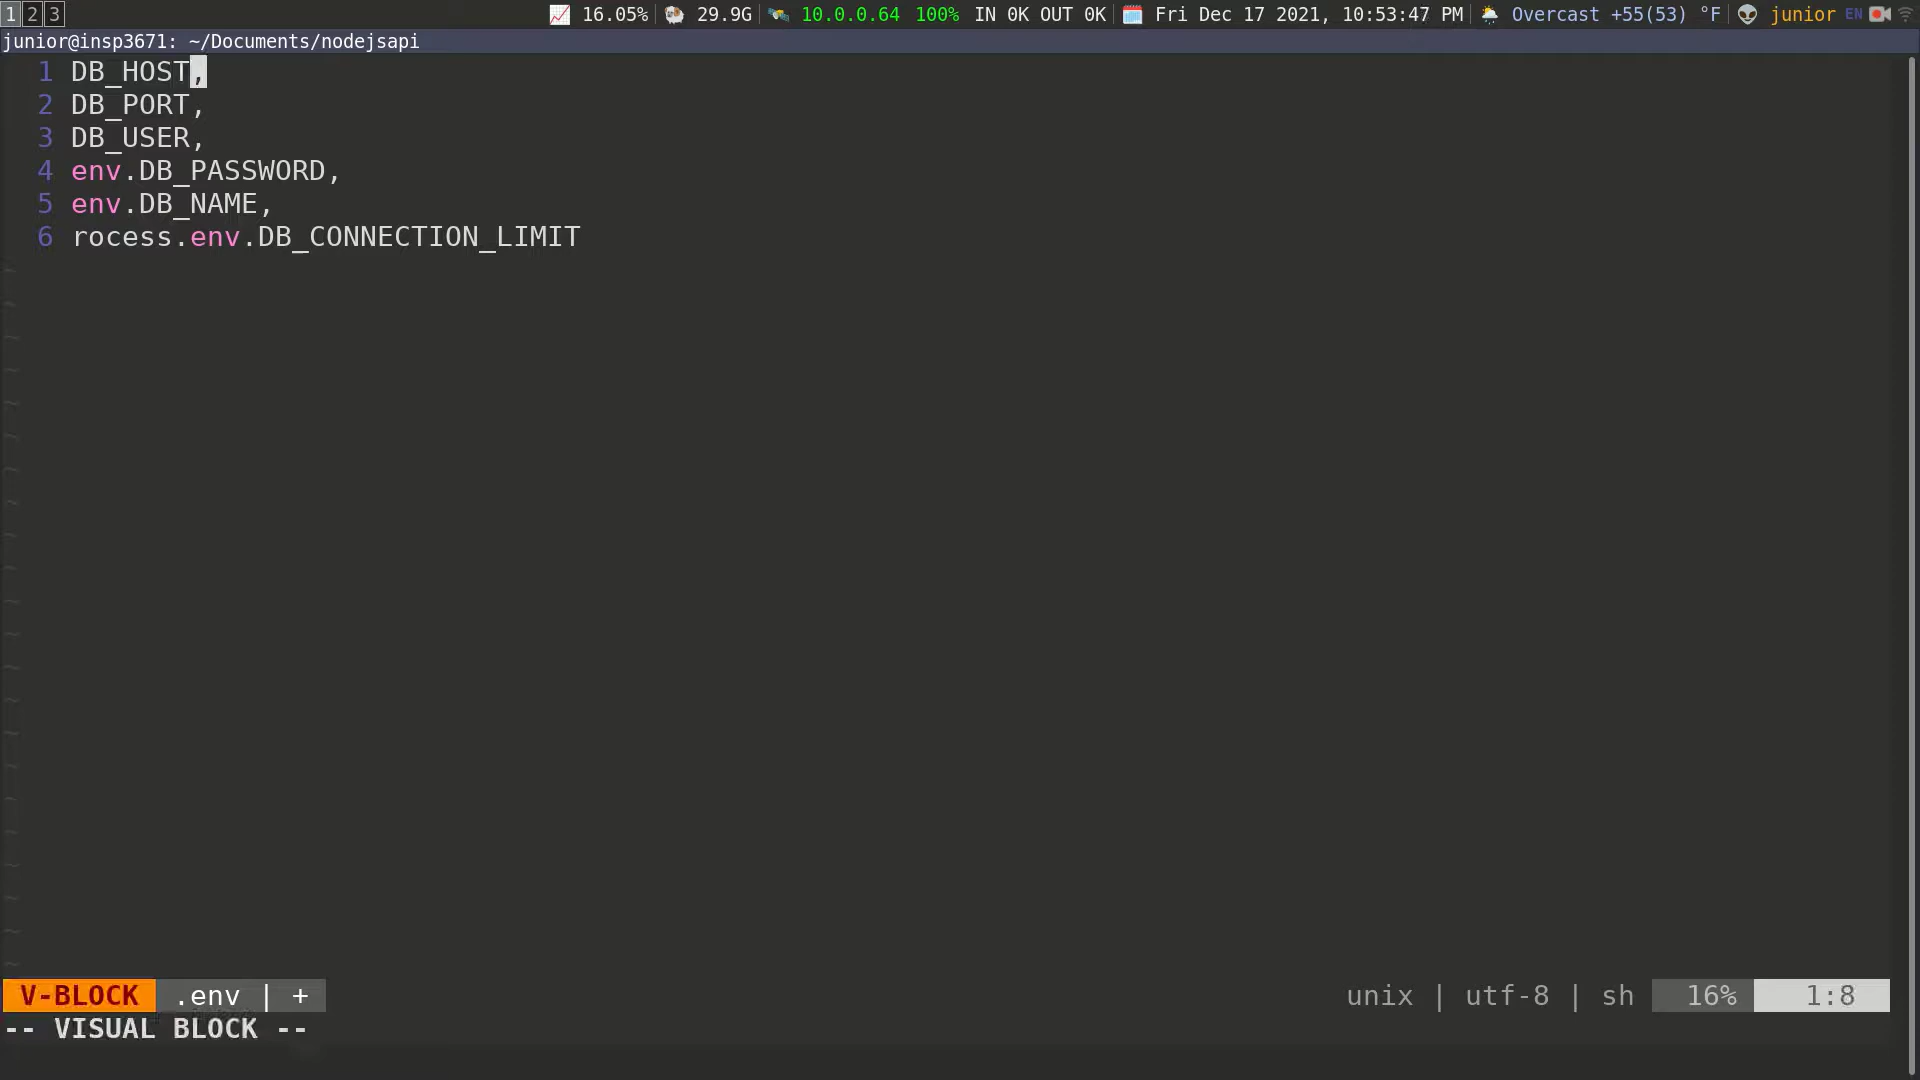 1 2 3 16.05% 29.9G 10.0.0.64 100% IN 0K OUT 0K Fri Dec 17 2021, 10:53:47 PM Overcast +55(53) °F junior EN
junior@insp3671: ~/Documents/nodejsapi
1 DB_HOST,
2 DB_PORT,
3 DB_USER,
4 env.DB_PASSWORD,
5 env.DB_NAME,
6 rocess.env.DB_CONNECTION_LIMIT
V-BLOCK .env | + unix | utf-8 | sh 16% 1:8
-- VISUAL BLOCK --